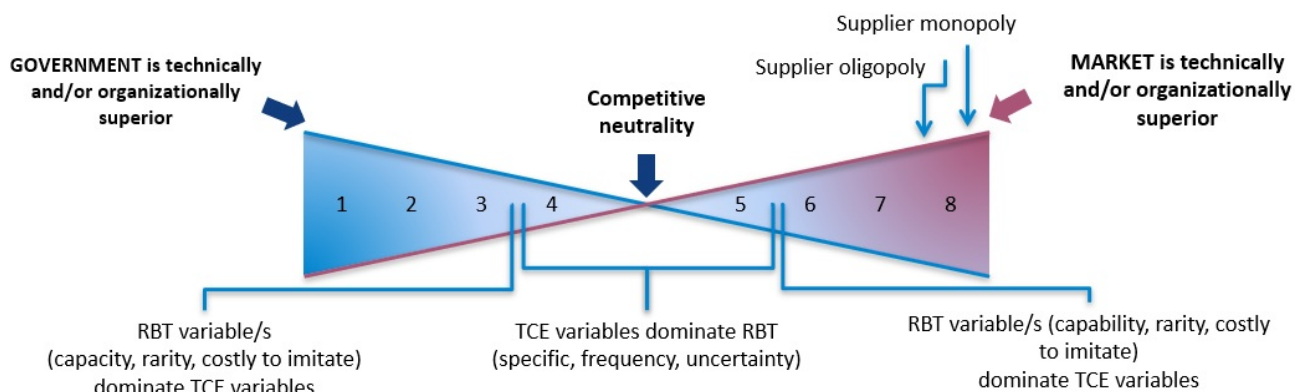 Supplier monopoly
GOVERNMENT is technically
and/or organizationally
superior
Supplier oligopoly
MARKET is technically
and/or organizationally
superior
Competitive
neutrality
1 2 3 4 5 6 7 8
RBT variable/s
(capacity, rarity, costly to imitate)
dominate TCE variables
TCE variables dominate RBT
(specific, frequency, uncertainty)
RBT variable/s (capability, rarity, costly
to imitate)
dominate TCE variables